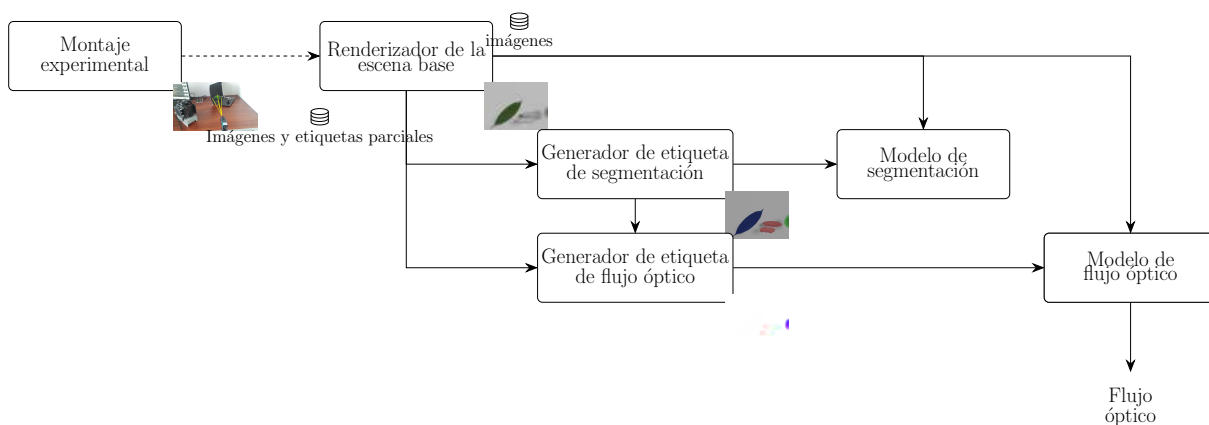 Montaje
experimental
Renderizador de la
escena base
imágenes
Imágenes y etiquetas parciales
Generador de etiqueta
de segmentación
Modelo de
segmentación
Generador de etiqueta
de flujo óptico
Modelo de
flujo óptico
Flujo
óptico